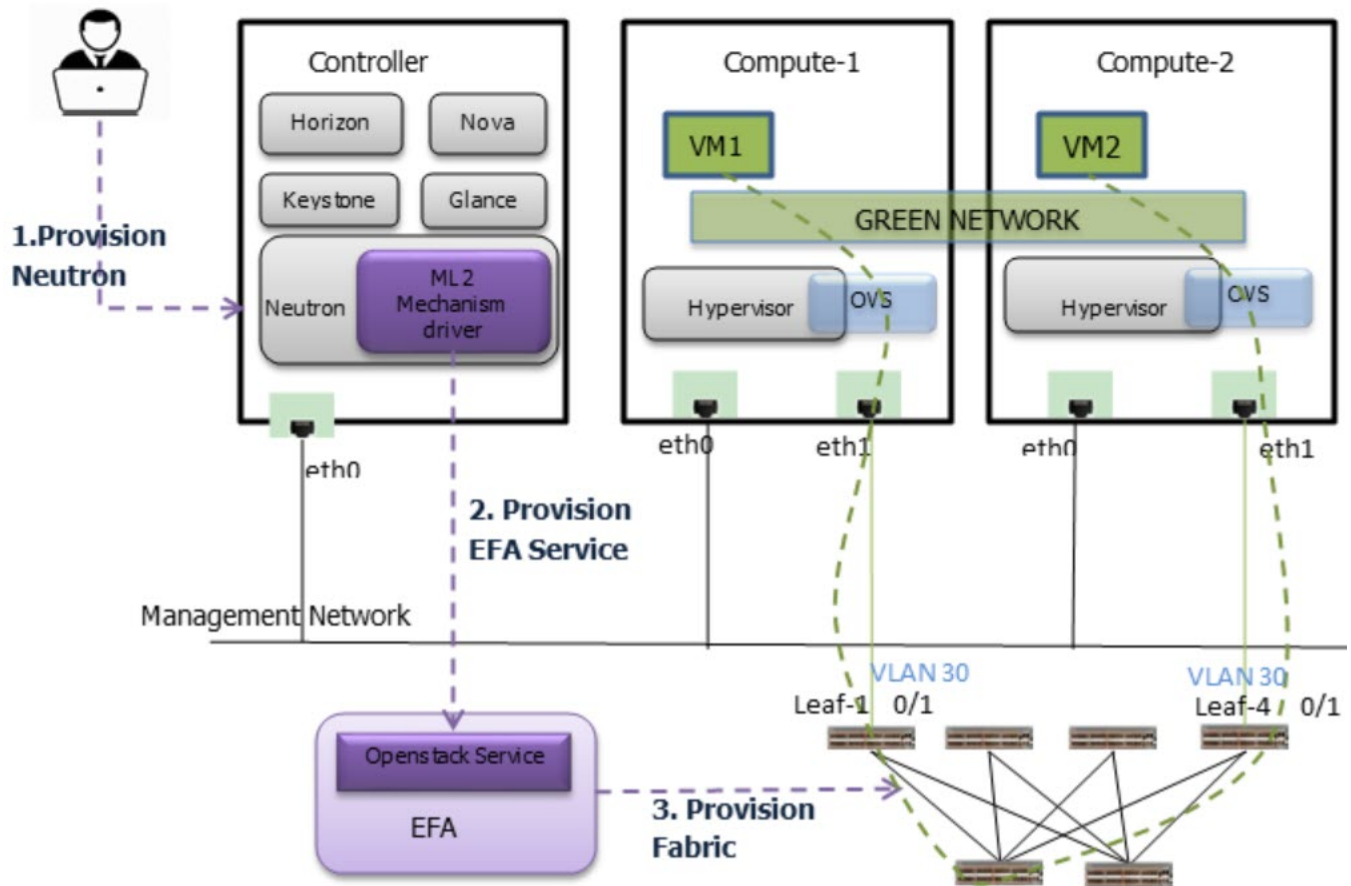 Controller
Horizon
Nova
Keystone
Glance
Neutron
ML2
Mechanism
driver
eth0
1.Provision
Neutron
Compute-1
VM1
Compute-2
VM2
GREEN NETWORK
Hypervisor
OVS
Hypervisor
OVS
eth0
eth1
eth0
eth1
2. Provision
EFA Service
Management Network
VLAN 30
Leaf-1 0/1
VLAN 30
Leaf-4 0/1
Openstack Service
EFA
3. Provision
Fabric